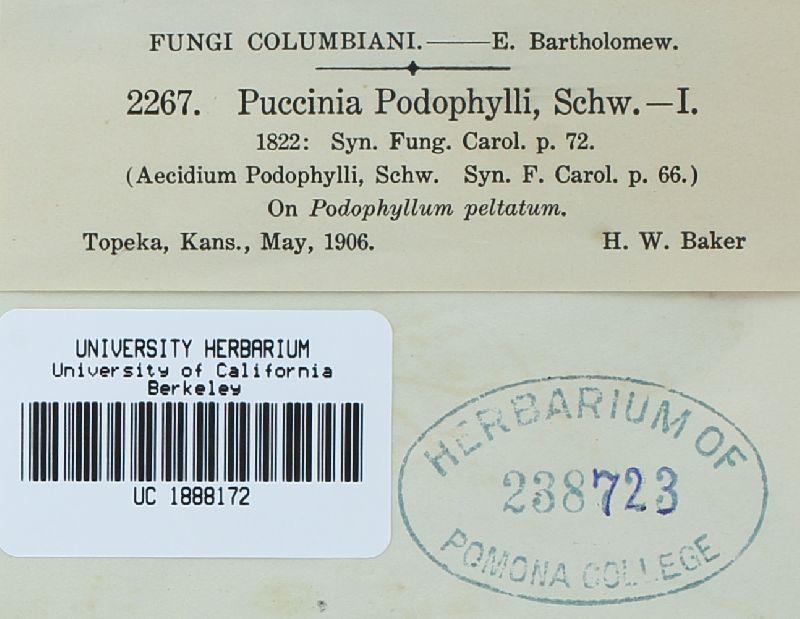 FUNGI COLUMBIANI.——E. Bartholomew.
2267. Puccinia Podophylli, Schw.—I.
1822: Syn. Fung. Carol. p. 72.
(Aecidium Podophylli, Schw. Syn. F. Carol. p. 66.)
On Podophyllum peltatum.
Topeka, Kans., May, 1906. H. W. Baker
UNIVERSITY HERBARIUM
University of California
Berkeley
UC 1888172
HERBARIUM OF
238723
POMONA COLLEGE